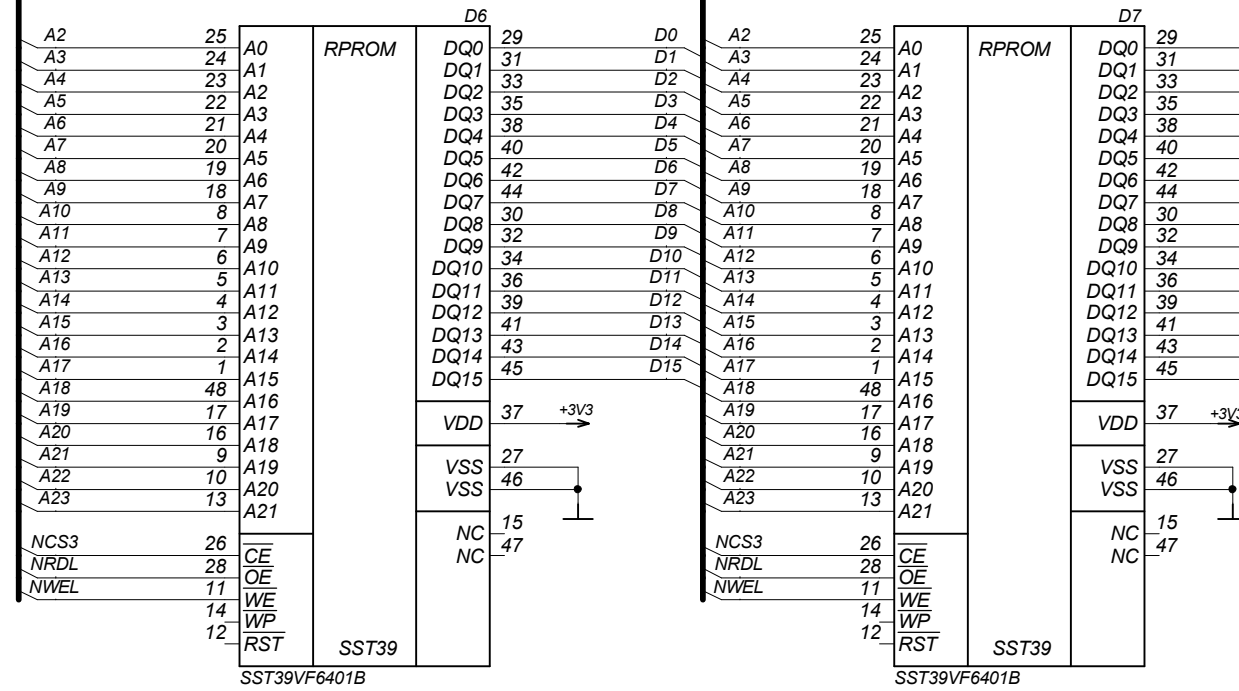 D6 D7
A2 25 A0 RPROM DQ0 29 D0 A2 25 A0 RPROM DQ0 29
A3 24 A1 DQ1 31 D1 A3 24 A1 DQ1 31
A4 23 A2 DQ2 33 D2 A4 23 A2 DQ2 33
A5 22 A3 DQ3 35 D3 A5 22 A3 DQ3 35
A6 21 A4 DQ4 38 D4 A6 21 A4 DQ4 38
A7 20 A5 DQ5 40 D5 A7 20 A5 DQ5 40
A8 19 A6 DQ6 42 D6 A8 19 A6 DQ6 42
A9 18 A7 DQ7 44 D7 A9 18 A7 DQ7 44
A10 8 A8 DQ8 30 D8 A10 8 A8 DQ8 30
A11 7 A9 DQ9 32 D9 A11 7 A9 DQ9 32
A12 6 A10 DQ10 34 D10 A12 6 A10 DQ10 34
A13 5 A11 DQ11 36 D11 A13 5 A11 DQ11 36
A14 4 A12 DQ12 39 D12 A14 4 A12 DQ12 39
A15 3 A13 DQ13 41 D13 A15 3 A13 DQ13 41
A16 2 A14 DQ14 43 D14 A16 2 A14 DQ14 43
A17 1 A15 DQ15 45 D15 A17 1 A15 DQ15 45
A18 48 A16 A18 48 A16
A19 17 A17 VDD 37 +3V3 A19 17 A17 VDD 37 +3V3
A20 16 A18 A20 16 A18
A21 9 A19 VSS 27 A21 9 A19 VSS 27
A22 10 A20 VSS 46 A22 10 A20 VSS 46
A23 13 A21 A23 13 A21
NC 15 NC 15
NCS3 26 CE NC 47 NCS3 26 CE NC 47
NRDL 28 OE NRDL 28 OE
NWEL 11 WE NWEL 11 WE
14 WP 14 WP
12 RST SST39 12 RST SST39
SST39VF6401B SST39VF6401B